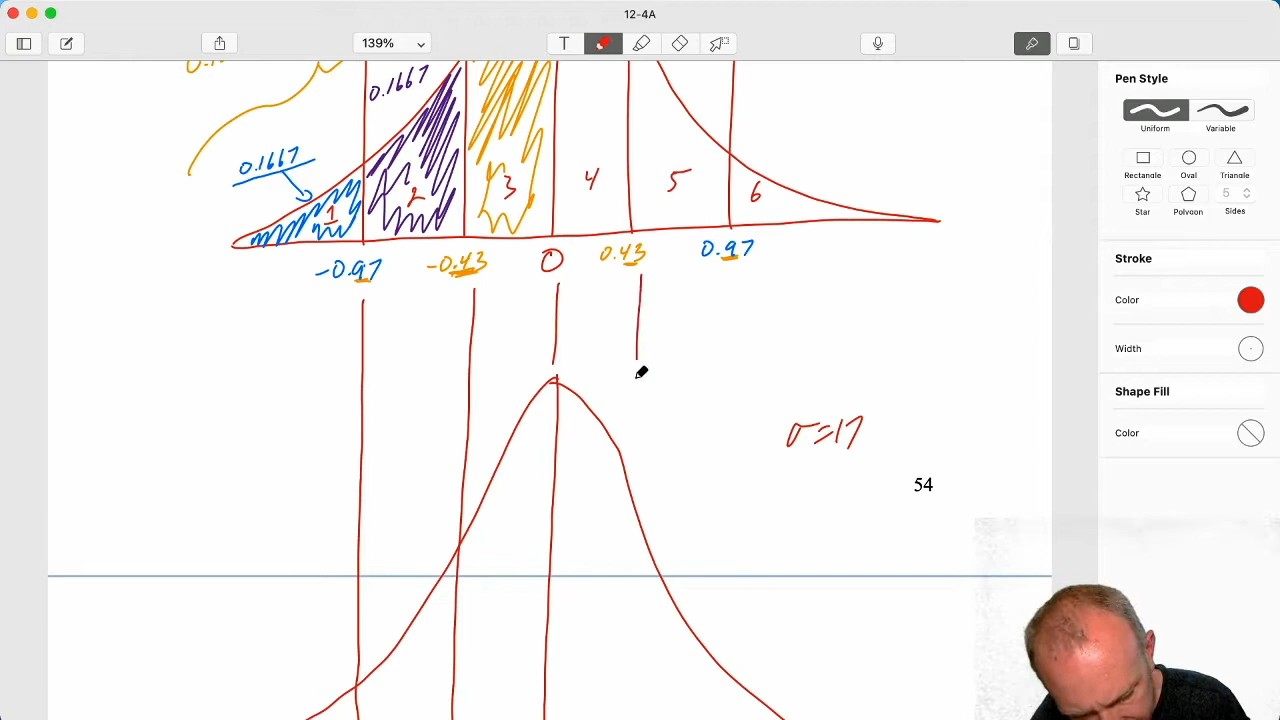 12-4A
139%
T
Pen Style
Uniform Variable
Rectangle Oval Triangle
5
Star Polygon Sides
Stroke
Color
Width
Shape Fill
Color
0.1667
0.1667
1 2 3 4 5 6
-0.97 -0.43 0 0.43 0.97
σ=17
54